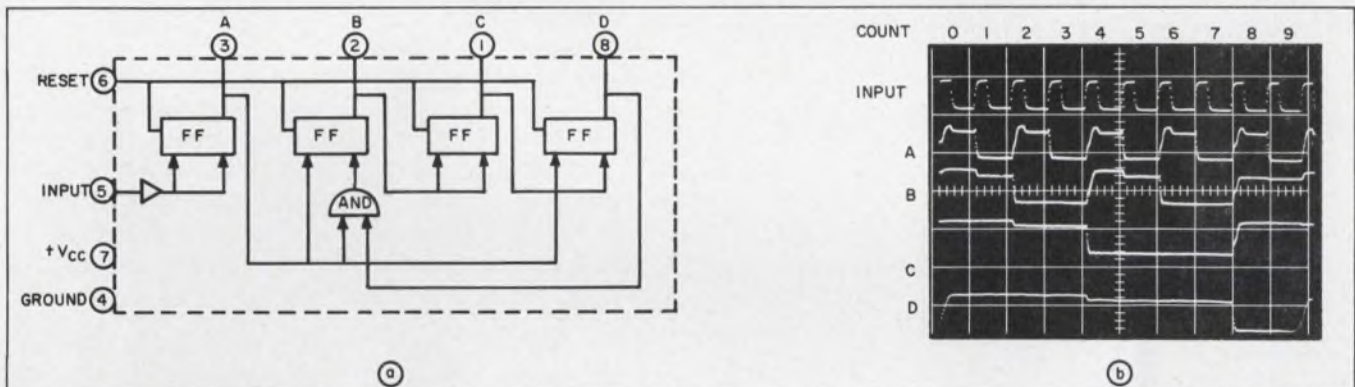 A B C D
③ ② ① ⑧
RESET ⑥
FF FF FF FF
INPUT ⑤
AND
+VCC ⑦
GROUND ④
ⓐ
COUNT 0 1 2 3 4 5 6 7 8 9
INPUT
A
B
C
D
ⓑ